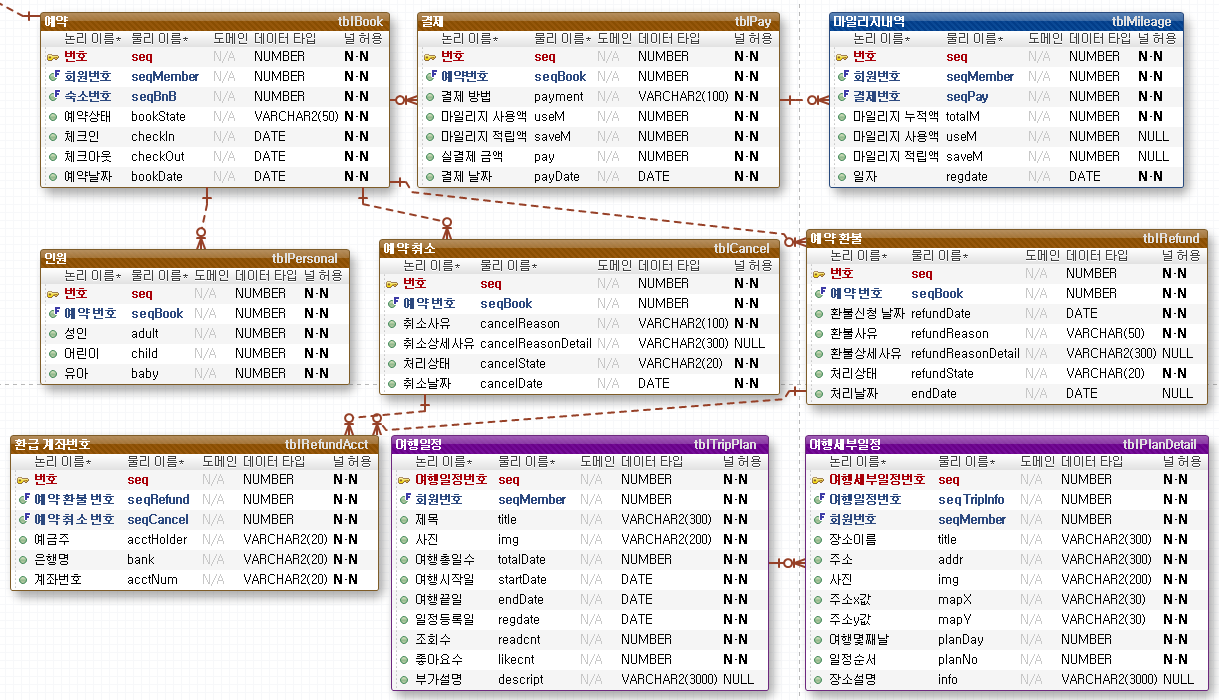 예약 tblBook
논리 이름* 물리 이름* 도메인 데이터 타입 널 허용
번호 seq N/A NUMBER N-N
회원번호 seqMember N/A NUMBER N-N
숙소번호 seqBnB N/A NUMBER N-N
예약상태 bookState N/A VARCHAR2(50) N-N
체크인 checkIn N/A DATE N-N
체크아웃 checkOut N/A DATE N-N
예약날짜 bookDate N/A DATE N-N
결제 tblPay
논리 이름* 물리 이름* 도메인 데이터 타입 널 허용
번호 seq N/A NUMBER N-N
예약번호 seqBook N/A NUMBER N-N
결제 방법 payment N/A VARCHAR2(100) N-N
마일리지 사용액 useM N/A NUMBER N-N
마일리지 적립액 saveM N/A NUMBER N-N
실결제 금액 pay N/A NUMBER N-N
결제 날짜 payDate N/A DATE N-N
마일리지내역 tblMileage
논리 이름* 물리 이름* 도메인 데이터 타입 널 허용
번호 seq N/A NUMBER N-N
회원번호 seqMember N/A NUMBER N-N
결제번호 seqPay N/A NUMBER N-N
마일리지 누적액 totalM N/A NUMBER N-N
마일리지 사용액 useM N/A NUMBER NULL
마일리지 적립액 saveM N/A NUMBER NULL
일자 regdate N/A DATE N-N
인원 tblPersonal
논리 이름* 물리 이름* 도메인 데이터 타입 널 허용
번호 seq N/A NUMBER N-N
예약 번호 seqBook N/A NUMBER N-N
성인 adult N/A NUMBER N-N
어린이 child N/A NUMBER N-N
유아 baby N/A NUMBER N-N
예약 취소 tblCancel
논리 이름* 물리 이름* 도메인 데이터 타입 널 허용
번호 seq N/A NUMBER N-N
예약 번호 seqBook N/A NUMBER N-N
취소사유 cancelReason N/A VARCHAR2(100) N-N
취소상세사유 cancelReasonDetail N/A VARCHAR2(300) NULL
처리상태 cancelState N/A VARCHAR2(20) N-N
취소날짜 cancelDate N/A DATE N-N
예약 환불 tblRefund
논리 이름* 물리 이름* 도메인 데이터 타입 널 허용
번호 seq N/A NUMBER N-N
예약 번호 seqBook N/A NUMBER N-N
환불신청 날짜 refundDate N/A DATE N-N
환불사유 refundReason N/A VARCHAR(50) N-N
환불상세사유 refundReasonDetail N/A VARCHAR2(300) NULL
처리상태 refundState N/A VARCHAR(20) N-N
처리날짜 endDate N/A DATE NULL
환급 계좌번호 tblRefundAcct
논리 이름* 물리 이름* 도메인 데이터 타입 널 허용
번호 seq N/A NUMBER N-N
예약 환불 번호 seqRefund N/A NUMBER N-N
예약 취소 번호 seqCancel N/A NUMBER N-N
예금주 acctHolder N/A VARCHAR2(20) N-N
은행명 bank N/A VARCHAR2(20) N-N
계좌번호 acctNum N/A VARCHAR2(20) N-N
여행일정 tblTripPlan
논리 이름* 물리 이름* 도메인 데이터 타입 널 허용
여행일정번호 seq N/A NUMBER N-N
회원번호 seqMember N/A NUMBER N-N
제목 title N/A VARCHAR2(300) N-N
사진 img N/A VARCHAR2(200) N-N
여행총일수 totalDate N/A NUMBER N-N
여행시작일 startDate N/A DATE N-N
여행끝일 endDate N/A DATE N-N
일정등록일 regdate N/A DATE N-N
조회수 readcnt N/A NUMBER N-N
좋아요수 likecnt N/A NUMBER N-N
부가설명 descript N/A VARCHAR2(3000) NULL
여행세부일정 tblPlanDetail
논리 이름* 물리 이름* 도메인 데이터 타입 널 허용
여행세부일정번호 seq N/A NUMBER N-N
여행일정번호 seqTripInfo N/A NUMBER N-N
회원번호 seqMember N/A NUMBER N-N
장소이름 title N/A VARCHAR2(300) N-N
주소 addr N/A VARCHAR2(300) N-N
사진 img N/A VARCHAR2(200) N-N
주소x값 mapX N/A VARCHAR2(30) N-N
주소y값 mapY N/A VARCHAR2(30) N-N
여행몇째날 planDay N/A NUMBER N-N
일정순서 planNo N/A NUMBER N-N
장소설명 info N/A VARCHAR2(3000) NULL